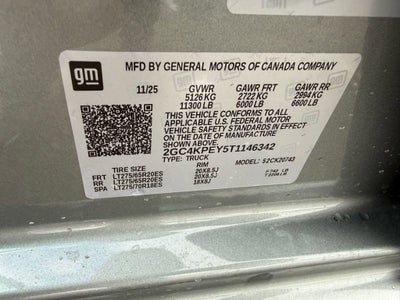 gm
MFD BY GENERAL MOTORS OF CANADA COMPANY
11/25 GVWR GAWR FRT GAWR RR
5126 KG 2722 KG 2994 KG
11300 LB 6000 LB 6600 LB
THIS VEHICLE CONFORMS TO ALL
APPLICABLE U.S. FEDERAL MOTOR
VEHICLE SAFETY STANDARDS IN EFFECT
ON THE DATE OF MANUFACTURE SHOWN ABOVE.
2GC4KPEY5T1146342
TYPE: TRUCK MODEL: 52CK20743
TIRE SIZE RIM
FRT LT275/65R20ES 20X8.5J
RR LT275/65R20ES 20X8.5J
SPA LT275/70R18ES 18X8J